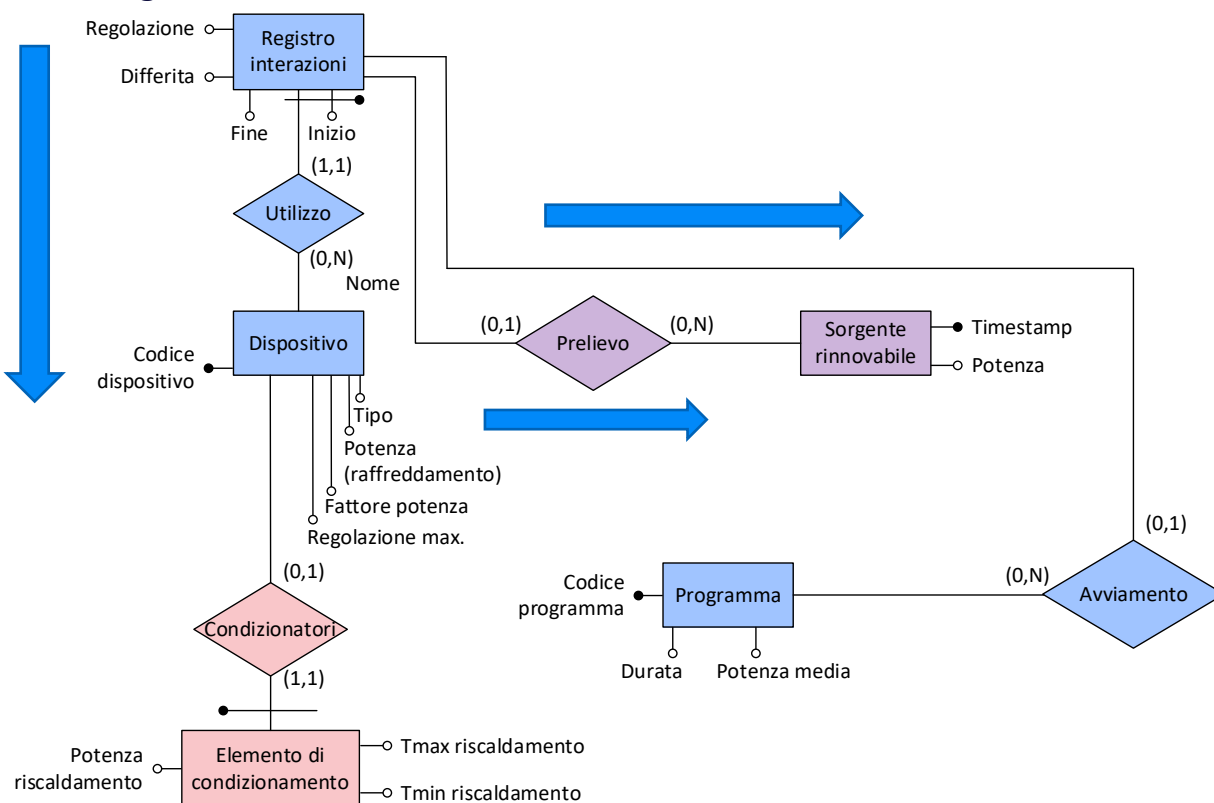 Regolazione
Registro
interazioni
Differita
Fine
Inizio
(1,1)
Utilizzo
(0,N)
Nome
Dispositivo
Codice
dispositivo
(0,1)
Prelievo
(0,N)
Sorgente
rinnovabile
Timestamp
Potenza
Tipo
Potenza
(raffreddamento)
Fattore potenza
Regolazione max.
(0,1)
(0,1)
Condizionatori
(1,1)
Codice
programma
Programma
(0,N)
Avviamento
Durata
Potenza media
Potenza
riscaldamento
Elemento di
condizionamento
Tmax riscaldamento
Tmin riscaldamento